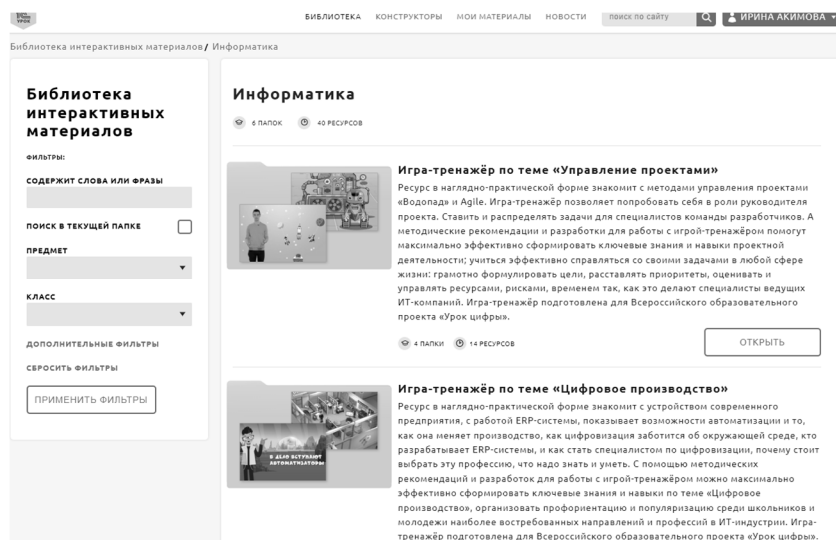 УРОК
БИБЛИОТЕКА КОНСТРУКТОРЫ МОИ МАТЕРИАЛЫ НОВОСТИ поиск по сайту ИРИНА АКИМОВА
Библиотека интерактивных материалов / Информатика
Библиотека
интерактивных
материалов
ФИЛЬТРЫ:
СОДЕРЖИТ СЛОВА ИЛИ ФРАЗЫ
ПОИСК В ТЕКУЩЕЙ ПАПКЕ
ПРЕДМЕТ
КЛАСС
ДОПОЛНИТЕЛЬНЫЕ ФИЛЬТРЫ
СБРОСИТЬ ФИЛЬТРЫ
ПРИМЕНИТЬ ФИЛЬТРЫ
Информатика
6 ПАПОК 40 РЕСУРСОВ
Игра-тренажёр по теме «Управление проектами»
Ресурс в наглядно-практической форме знакомит с методами управления проектами
«Водопад» и Agile. Игра-тренажёр позволяет попробовать себя в роли руководителя
проекта. Ставить и распределять задачи для специалистов команды разработчиков. А
методические рекомендации и разработки для работы с игрой-тренажёром помогут
максимально эффективно сформировать ключевые знания и навыки проектной
деятельности; учиться эффективно справляться со своими задачами в любой сфере
жизни: грамотно формулировать цели, расставлять приоритеты, оценивать и
управлять ресурсами, рисками, временем так, как это делают специалисты ведущих
ИТ-компаний. Игра-тренажёр подготовлена для Всероссийского образовательного
проекта «Урок цифры».
4 ПАПКИ 14 РЕСУРСОВ ОТКРЫТЬ
В ДЕЛО ВСТУПАЮТ
АВТОМАТИЗАТОРЫ
Игра-тренажёр по теме «Цифровое производство»
Ресурс в наглядно-практической форме знакомит с устройством современного
предприятия, с работой ERP-системы, показывает возможности автоматизации и то,
как она меняет производство, как цифровизация заботится об окружающей среде, кто
разрабатывает ERP-системы, и как стать специалистом по цифровизации, почему стоит
выбрать эту профессию, что надо знать и уметь. С помощью методических
рекомендаций и разработок для работы с игрой-тренажёром можно максимально
эффективно сформировать ключевые знания и навыки по теме «Цифровое
производство», организовать профориентацию и популяризацию среди школьников и
молодежи наиболее востребованных направлений и профессий в ИТ-индустрии. Игра-
тренажёр подготовлена для Всероссийского образовательного проекта «Урок цифры».